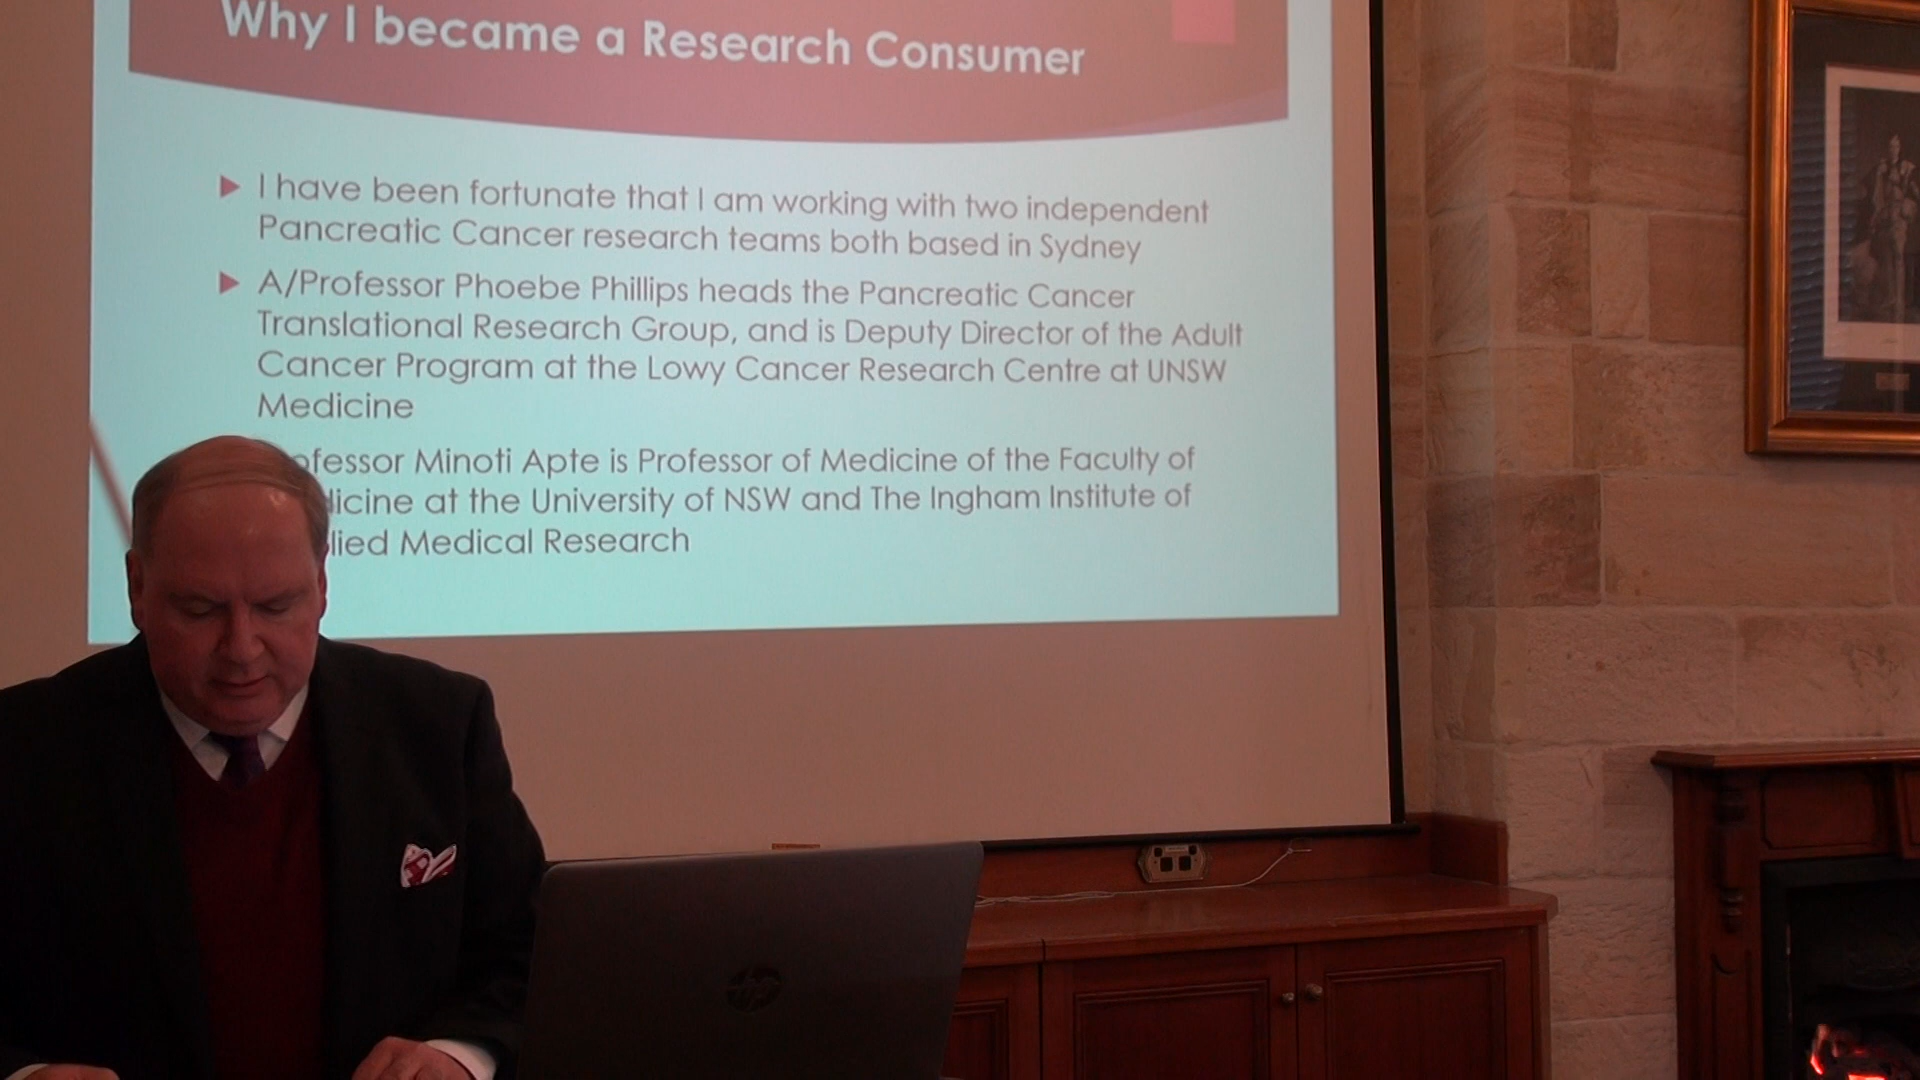 Why I became a Research Consumer
I have been fortunate that I am working with two independent
Pancreatic Cancer research teams both based in Sydney
A/Professor Phoebe Phillips heads the Pancreatic Cancer
Translational Research Group, and is Deputy Director of the Adult
Cancer Program at the Lowy Cancer Research Centre at UNSW
Medicine
ofessor Minoti Apte is Professor of Medicine of the Faculty of
licine at the University of NSW and The Ingham Institute of
lied Medical Research
hp